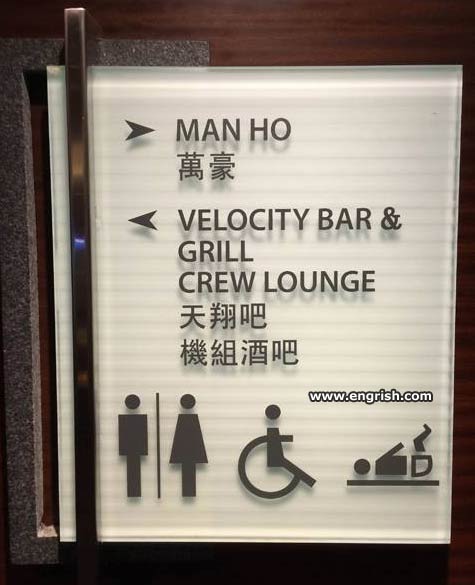 MAN HO
萬豪
VELOCITY BAR &
GRILL
CREW LOUNGE
天翔吧
機組酒吧
www.engrish.com